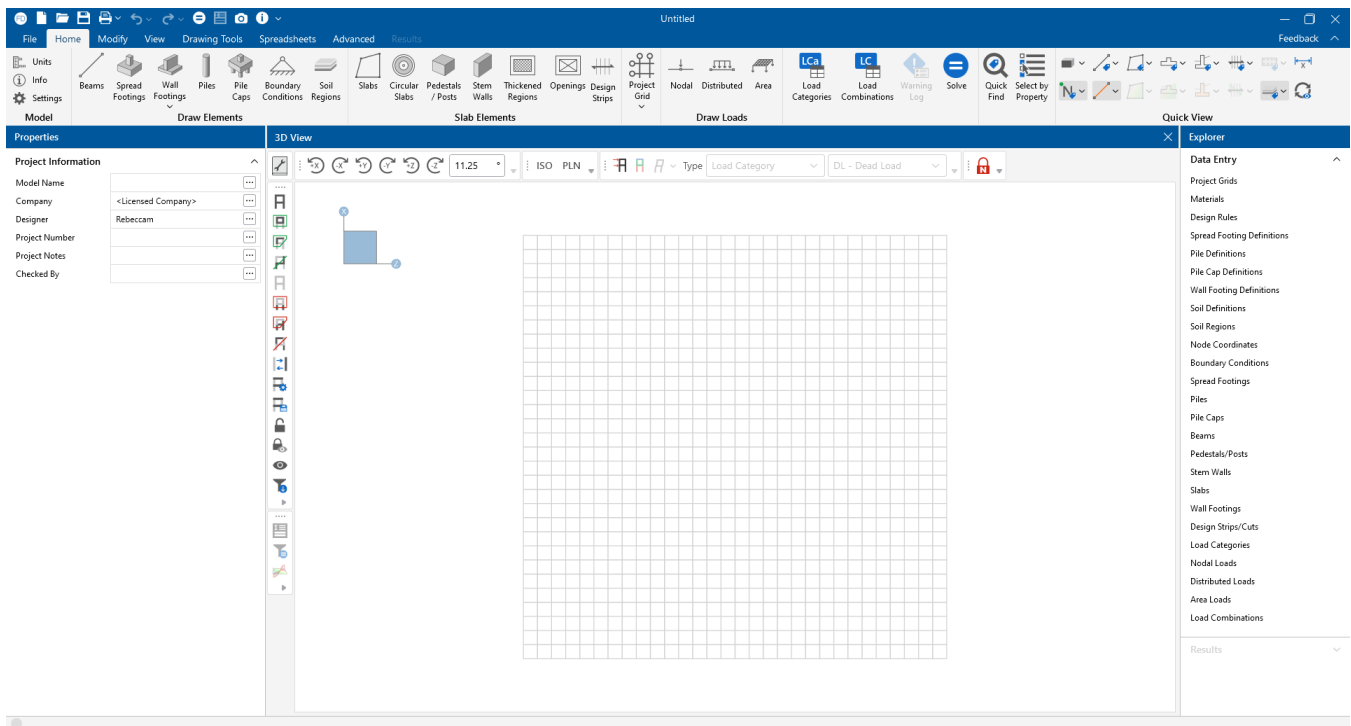 FD
Untitled
File Home Modify View Drawing Tools Spreadsheets Advanced Results Feedback
Units
Info
Settings
Model
Beams
Spread
Footings
Wall
Footings
Piles
Pile
Caps
Boundary
Conditions
Soil
Regions
Draw Elements
Slabs
Circular
Slabs
Pedestals
/ Posts
Stem
Walls
Thickened
Regions
Openings
Design
Strips
Slab Elements
Project
Grid
Nodal
Distributed
Area
Draw Loads
LCa
Load
Categories
LC
Load
Combinations
Warning
Log
Solve
Quick
Find
Select by
Property
N
X
Quick View
Properties
Project Information
Model Name
Company <Licensed Company>
Designer Rebeccam
Project Number
Project Notes
Checked By
3D View
+X -X +Y -Y +Z -Z 11.25 ° ISO PLN Type Load Category DL - Dead Load N
X
Z
Explorer
Data Entry
Project Grids
Materials
Design Rules
Spread Footing Definitions
Pile Definitions
Pile Cap Definitions
Wall Footing Definitions
Soil Definitions
Soil Regions
Node Coordinates
Boundary Conditions
Spread Footings
Piles
Pile Caps
Beams
Pedestals/Posts
Stem Walls
Slabs
Wall Footings
Design Strips/Cuts
Load Categories
Nodal Loads
Distributed Loads
Area Loads
Load Combinations
Results